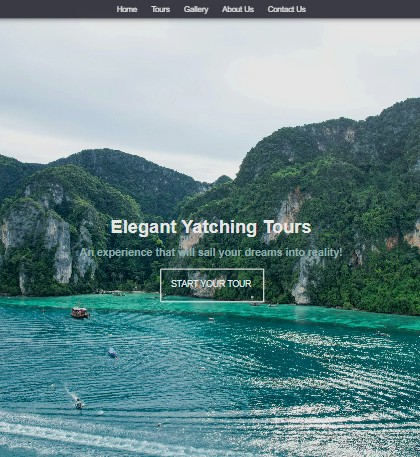 Home Tours Gallery About Us Contact Us
Elegant Yatching Tours
An experience that will sail your dreams into reality!
START YOUR TOUR